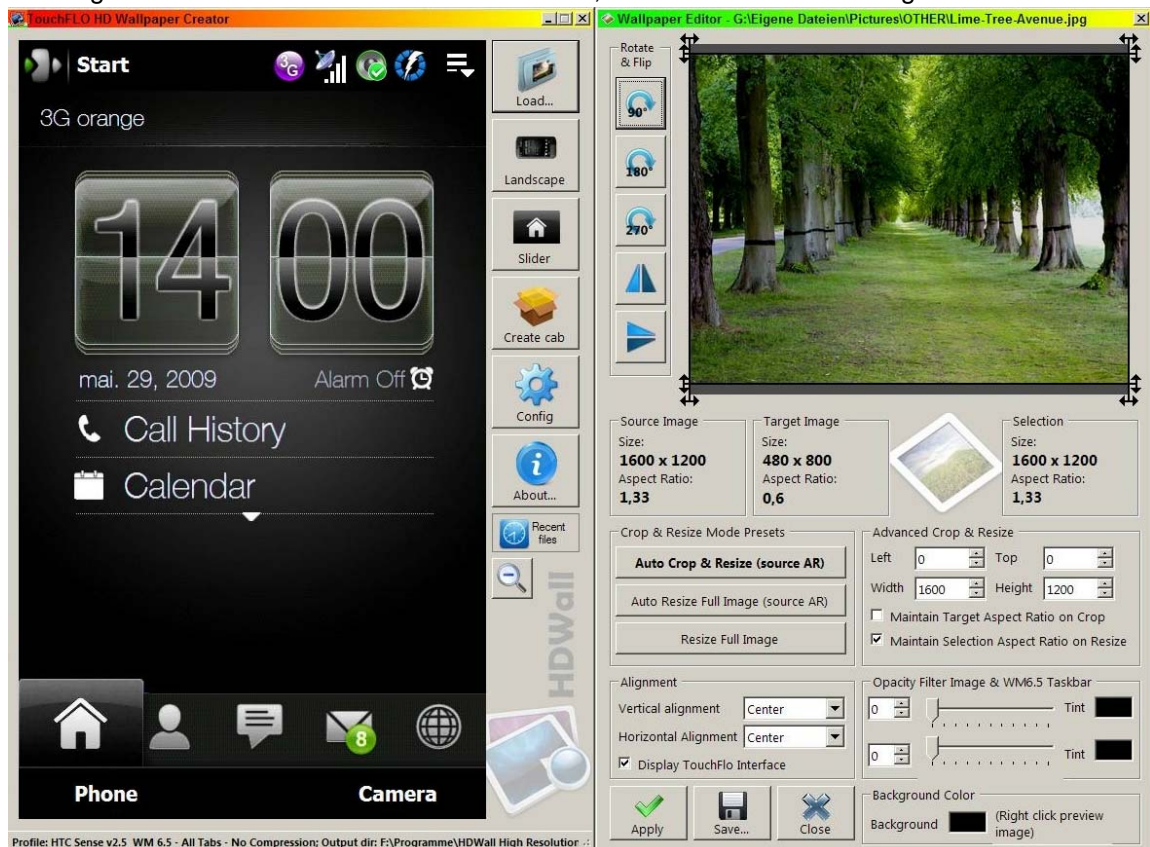 TouchFLO HD Wallpaper Creator
Start
3G
3G orange
14 00
mai. 29, 2009
Alarm Off
Call History
Calendar
8
Phone
Camera
Load...
Landscape
Slider
Create cab
Config
About...
Recent
files
HDWall
Profile: HTC Sense v2.5 WM 6.5 - All Tabs - No Compression; Output dir: F:\Programme\HDWall High Resolution
Wallpaper Editor - G:\Eigene Dateien\Pictures\OTHER\Lime-Tree-Avenue.jpg
Rotate
& Flip
90°
180°
270°
Source Image
Size:
1600 x 1200
Aspect Ratio:
1,33
Target Image
Size:
480 x 800
Aspect Ratio:
0,6
Selection
Size:
1600 x 1200
Aspect Ratio:
1,33
Crop & Resize Mode Presets
Auto Crop & Resize (source AR)
Auto Resize Full Image (source AR)
Resize Full Image
Advanced Crop & Resize
Left 0 Top 0
Width 1600 Height 1200
Maintain Target Aspect Ratio on Crop
Maintain Selection Aspect Ratio on Resize
Alignment
Vertical alignment Center
Horizontal Alignment Center
Display TouchFlo Interface
Opacity Filter Image & WM6.5 Taskbar
0 Tint
0 Tint
Apply
Save...
Close
Background Color
Background
(Right click preview
image)